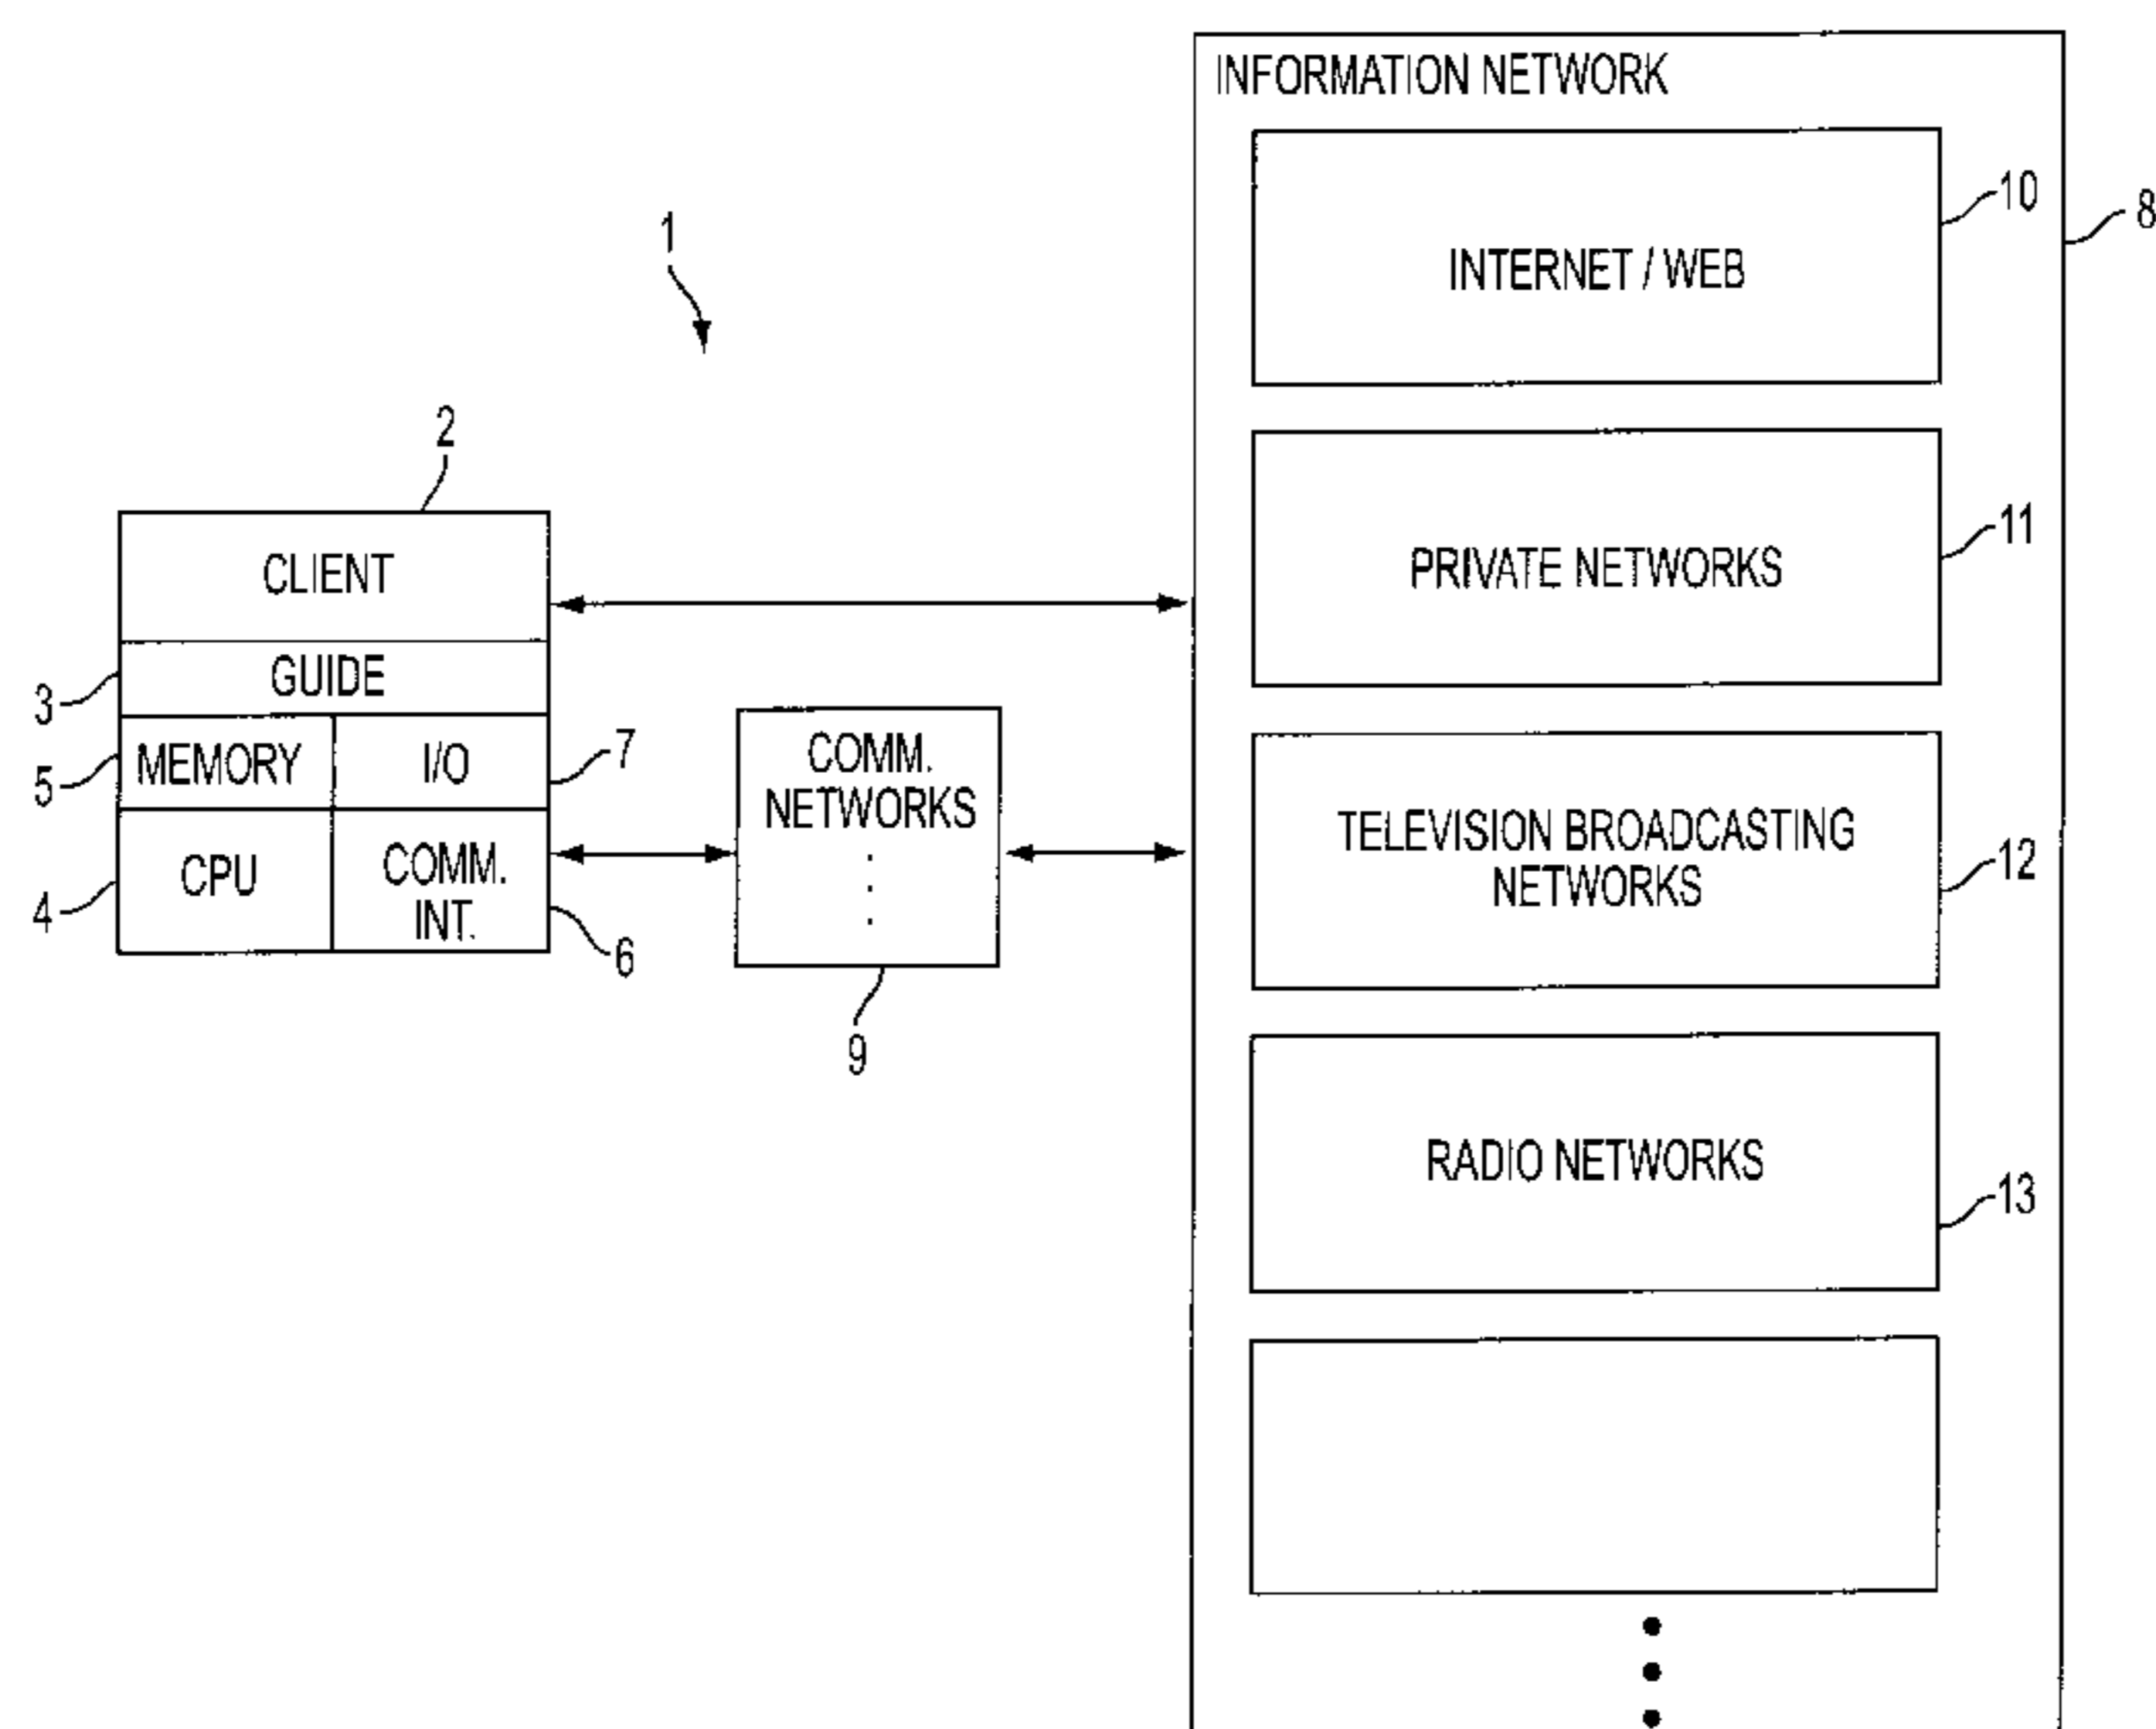 INFORMATION NETWORK
10
8
INTERNET / WEB
1
2
11
CLIENT
PRIVATE NETWORKS
GUIDE
3
MEMORY
I/O
7
5
COMM.
NETWORKS
TELEVISION BROADCASTING
NETWORKS
12
CPU
COMM.
INT.
4
6
9
RADIO NETWORKS
13